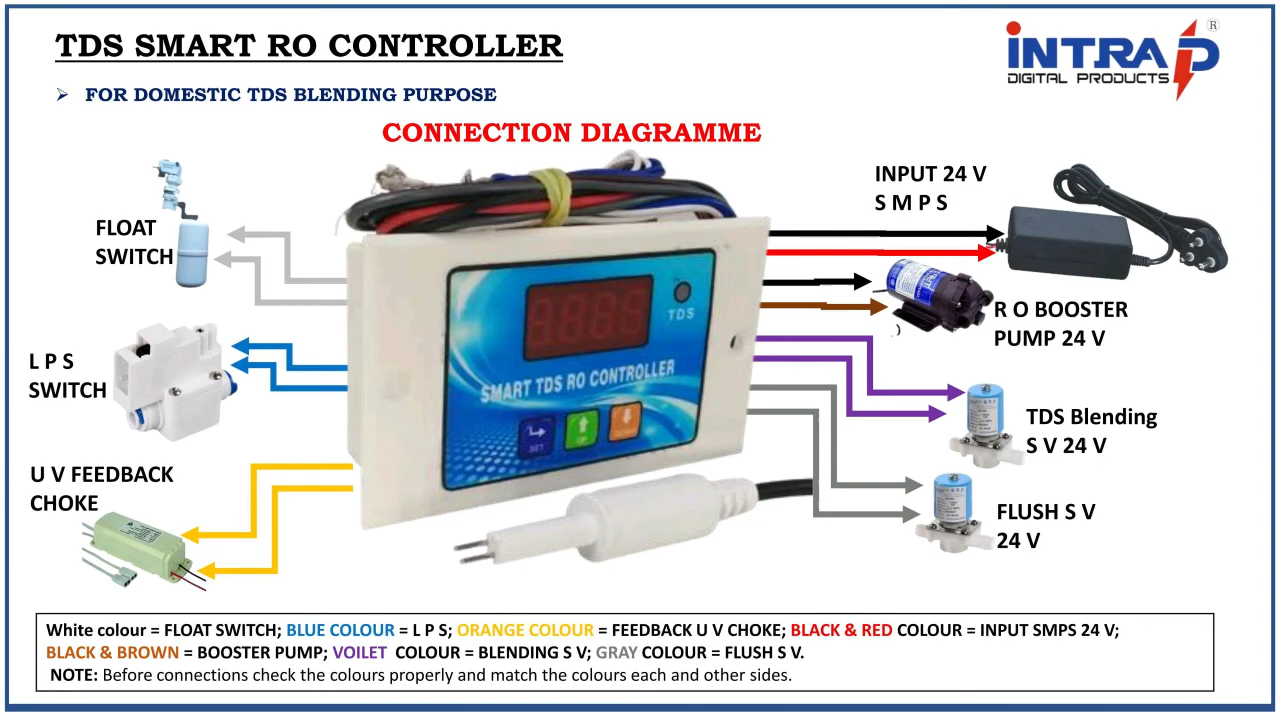 TDS SMART RO CONTROLLER
INTRA D ®
DIGITAL PRODUCTS
➢ FOR DOMESTIC TDS BLENDING PURPOSE
CONNECTION DIAGRAMME
INPUT 24 V
S M P S
FLOAT
SWITCH
TDS
R O BOOSTER
PUMP 24 V
L P S
SWITCH
SMART TDS RO CONTROLLER
SET
UP
DOWN
TDS Blending
S V 24 V
U V FEEDBACK
CHOKE
FLUSH S V
24 V
White colour = FLOAT SWITCH; BLUE COLOUR = L P S; ORANGE COLOUR = FEEDBACK U V CHOKE; BLACK & RED COLOUR = INPUT SMPS 24 V;
BLACK & BROWN = BOOSTER PUMP; VOILET COLOUR = BLENDING S V; GRAY COLOUR = FLUSH S V.
NOTE: Before connections check the colours properly and match the colours each and other sides.